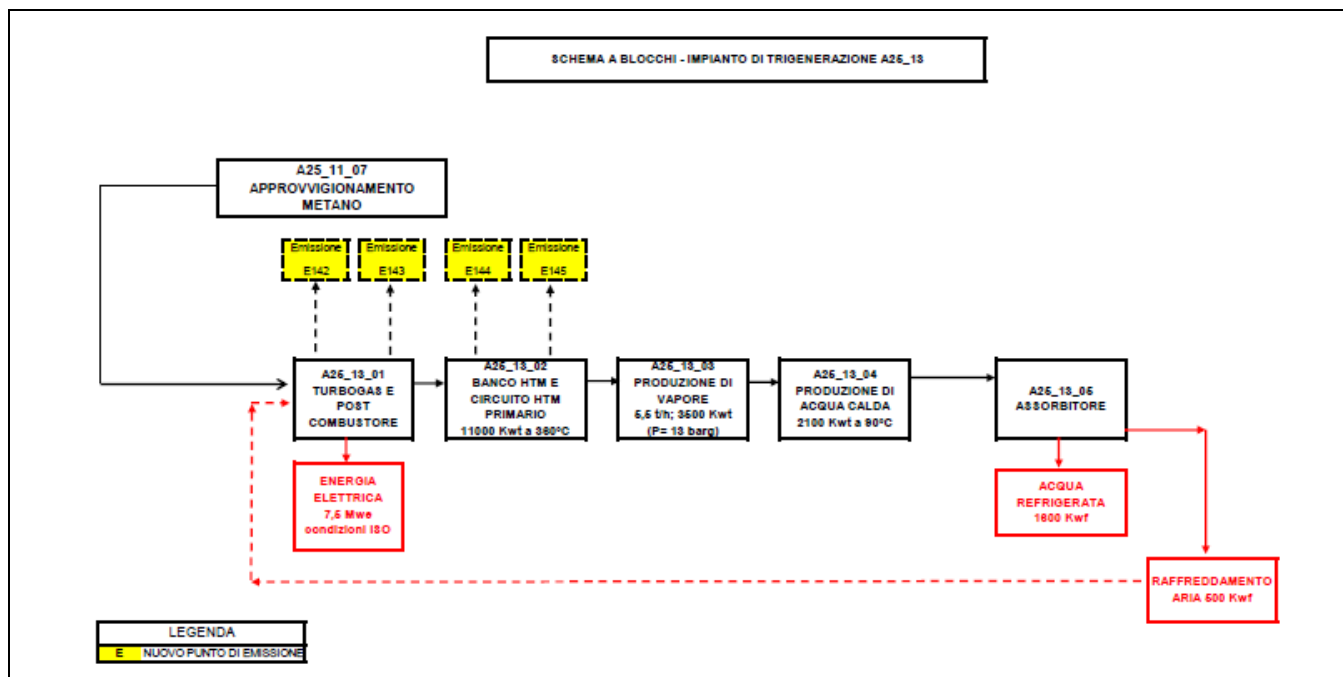 SCHEMA A BLOCCHI - IMPIANTO DI TRIGENERAZIONE A25_13
A25_11_07
APPROVVIGIONAMENTO
METANO
Emissione
E142
Emissione
E143
Emissione
E144
Emissione
E145
A25_13_01
TURBOGAS E
POST
COMBUSTORE
A25_13_02
BANCO HTM E
CIRCUITO HTM
PRIMARIO
11000 Kwt a 360°C
A25_13_03
PRODUZIONE DI
VAPORE
5,5 t/h; 3500 Kwt
(P= 13 barg)
A25_13_04
PRODUZIONE DI
ACQUA CALDA
2100 Kwt a 90°C
A25_13_05
ASSORBITORE
ENERGIA
ELETTRICA
7,5 Mwe
condizioni ISO
ACQUA
REFRIGERATA
1600 Kwf
RAFFREDDAMENTO
ARIA 500 Kwf
LEGENDA
E NUOVO PUNTO DI EMISSIONE